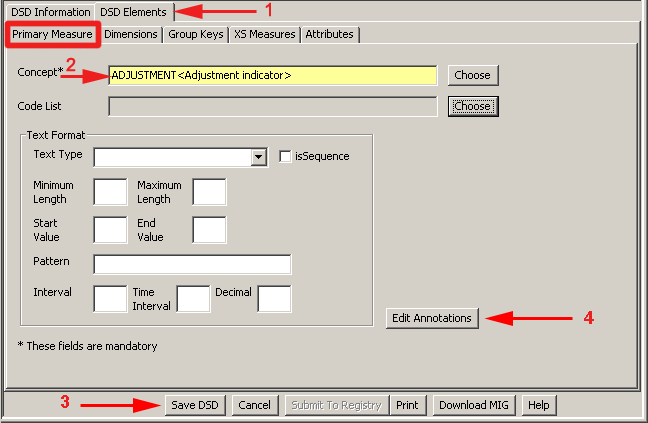 DSD Information DSD Elements 1
Primary Measure Dimensions Group Keys XS Measures Attributes
Concept* 2 ADJUSTMENT<Adjustment indicator> Choose
Code List Choose
Text Format
Text Type isSequence
Minimum Length Maximum Length
Start Value End Value
Pattern
Interval Time Interval Decimal
Edit Annotations 4
* These fields are mandatory
3 Save DSD Cancel Submit To Registry Print Download MIG Help